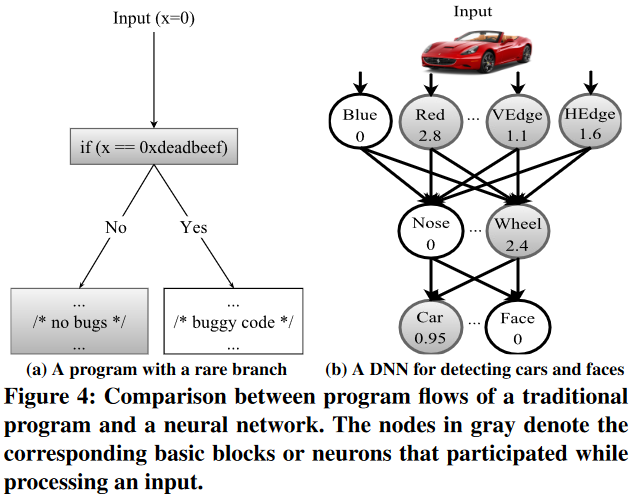 Input (x=0)
if (x == 0xdeadbeef)
No
Yes
...
/* no bugs */
...
...
/* buggy code */
...
(a) A program with a rare branch
Input
Blue
0
Red
2.8
...
VEdge
1.1
HEdge
1.6
Nose
0
...
Wheel
2.4
Car
0.95
...
Face
0
(b) A DNN for detecting cars and faces
Figure 4: Comparison between program flows of a traditional
program and a neural network. The nodes in gray denote the
corresponding basic blocks or neurons that participated while
processing an input.